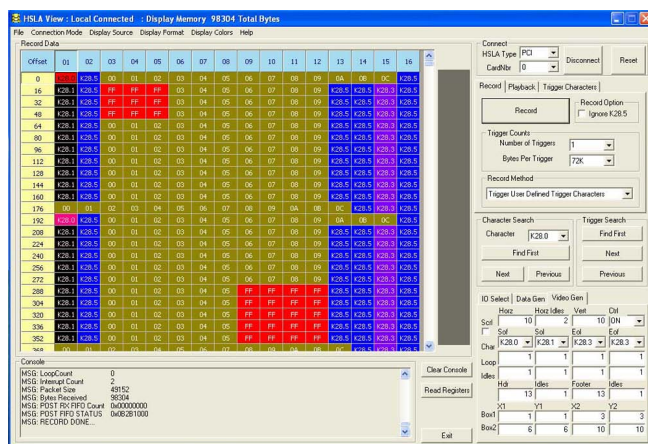 HSLA View : Local Connected : Display Memory 98304 Total Bytes
File Connection Mode Display Source Display Format Display Colors Help
Record Data
Offset 01 02 03 04 05 06 07 08 09 10 11 12 13 14 15 16
0 K28.0 K28.5 00 01 02 03 04 05 06 07 08 09 0A 0B 0C K28.5
16 K28.1 K28.5 FF FF FF 03 04 05 06 07 08 09 K28.5 K28.5 K28.3 K28.5
32 K28.1 K28.5 FF FF FF 03 04 05 06 07 08 09 K28.5 K28.5 K28.3 K28.5
48 K28.1 K28.5 FF FF FF 03 04 05 06 07 08 09 K28.5 K28.5 K28.3 K28.5
64 K28.1 K28.5 00 01 02 03 04 05 06 07 08 09 K28.5 K28.5 K28.3 K28.5
80 K28.1 K28.5 00 01 02 03 04 05 06 07 08 09 K28.5 K28.5 K28.3 K28.5
96 K28.1 K28.5 00 01 02 03 04 05 06 07 08 09 K28.5 K28.5 K28.3 K28.5
112 K28.1 K28.5 00 01 02 03 04 05 06 07 08 09 K28.5 K28.5 K28.3 K28.5
128 K28.1 K28.5 00 01 02 03 04 05 06 07 08 09 K28.5 K28.5 K28.3 K28.5
144 K28.1 K28.5 00 01 02 03 04 05 06 07 08 09 K28.5 K28.5 K28.3 K28.5
160 K28.1 K28.5 00 01 02 03 04 05 06 07 08 09 K28.5 K28.5 K28.3 K28.5
176 00 01 02 03 04 05 06 07 08 09 0A 0B 0C K28.5 K28.3 K28.5
192 K28.0 K28.5 00 01 02 03 04 05 06 07 08 09 0A 0B 0C K28.5
208 K28.1 K28.5 00 01 02 03 04 05 06 07 08 09 K28.5 K28.5 K28.3 K28.5
224 K28.1 K28.5 00 01 02 03 04 05 06 07 08 09 K28.5 K28.5 K28.3 K28.5
240 K28.1 K28.5 00 01 02 03 04 05 06 07 08 09 K28.5 K28.5 K28.3 K28.5
256 K28.1 K28.5 00 01 02 03 04 05 06 07 08 09 K28.5 K28.5 K28.3 K28.5
272 K28.1 K28.5 00 01 02 03 04 05 06 07 08 09 K28.5 K28.5 K28.3 K28.5
288 K28.1 K28.5 00 01 02 03 04 05 FF FF FF FF K28.5 K28.5 K28.3 K28.5
304 K28.1 K28.5 00 01 02 03 04 05 FF FF FF FF K28.5 K28.5 K28.3 K28.5
320 K28.1 K28.5 00 01 02 03 04 05 FF FF FF FF K28.5 K28.5 K28.3 K28.5
336 K28.1 K28.5 00 01 02 03 04 05 FF FF FF FF K28.5 K28.5 K28.3 K28.5
352 K28.1 K28.5 00 01 02 03 04 05 FF FF FF FF K28.5 K28.5 K28.3 K28.5
368 00 01 02 03 04 05 06 07 08 09 0A 0B 0C K28.5 K28.3 K28.5
Console
MSG: LoopCount 0
MSG: Interrupt Count 2
MSG: Packet Size 49152
MSG: Bytes Received 98304
MSG: POST RX FIFO Count 0x00000000
MSG: POST FIFO STATUS 0x0B2B1000
MSG: RECORD DONE...
Clear Console
Read Registers
Exit
Connect
HSLA Type PCI
CardNbr 0
Disconnect
Reset
Record Playback Trigger Characters
Record
Record Option
Ignore K28.5
Trigger Counts
Number of Triggers 1
Bytes Per Trigger 72K
Record Method
Trigger User Defined Trigger Characters
Character Search
Character K28.0
Find First
Next Previous
Trigger Search
Find First
Next
Previous
IO Select Data Gen Video Gen
Horz Horz Idles Vert Ctrl
Scrl 10 2 10 ON
Sof Sol Eol Eof
Char K28.0 K28.1 K28.3 K28.3
Loop 1 1 1 1
Idles 1 1 1 1
Hdr Idles Footer Idles
13 1 13 1
X1 Y1 X2 Y2
Box1 1 1 3 3
Box2 6 6 10 10